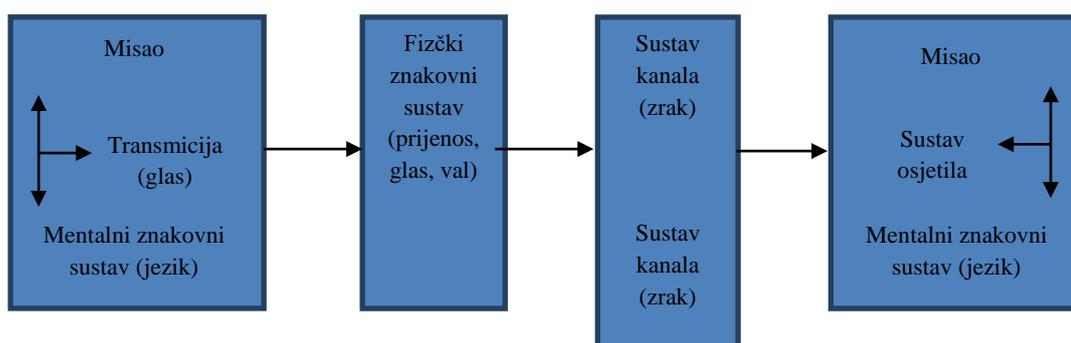 Misao
Transmicija
(glas)
Mentalni znakovni
sustav (jezik)
Fizčki
znakovni
sustav
(prijenos,
glas, val)
Sustav
kanala
(zrak)
Sustav
kanala
(zrak)
Misao
Sustav
osjetila
Mentalni znakovni
sustav (jezik)